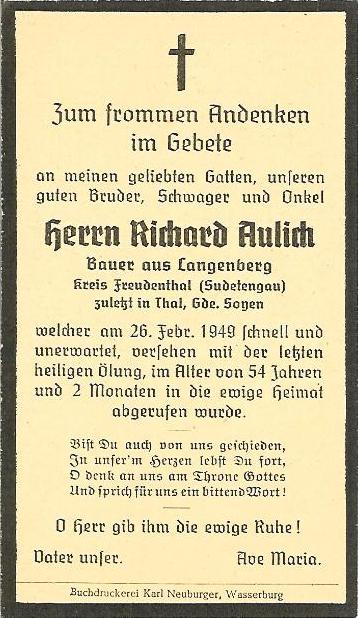 Zum frommen Andenken
im Gebete
an meinen geliebten Gatten, unseren
guten Bruder, Schwager und Onkel
Herrn Richard Aulich
Bauer aus Langenberg
Kreis Freudenthal (Sudetengau)
zuletzt in Thal, Gde. Soyen
welcher am 26. Febr. 1949 schnell und
unerwartet, versehen mit der letzten
heiligen Ölung, im Alter von 54 Jahren
und 2 Monaten in die ewige Heimat
abgerufen wurde.
Bist Du auch von uns geschieden,
In unser'm Herzen lebst Du fort,
O denk an uns am Throne Gottes
Und sprich für uns ein bittend Wort!
O Herr gib ihm die ewige Ruhe!
Vater unser. Ave Maria.
Buchdruckerei Karl Neuburger, Wasserburg